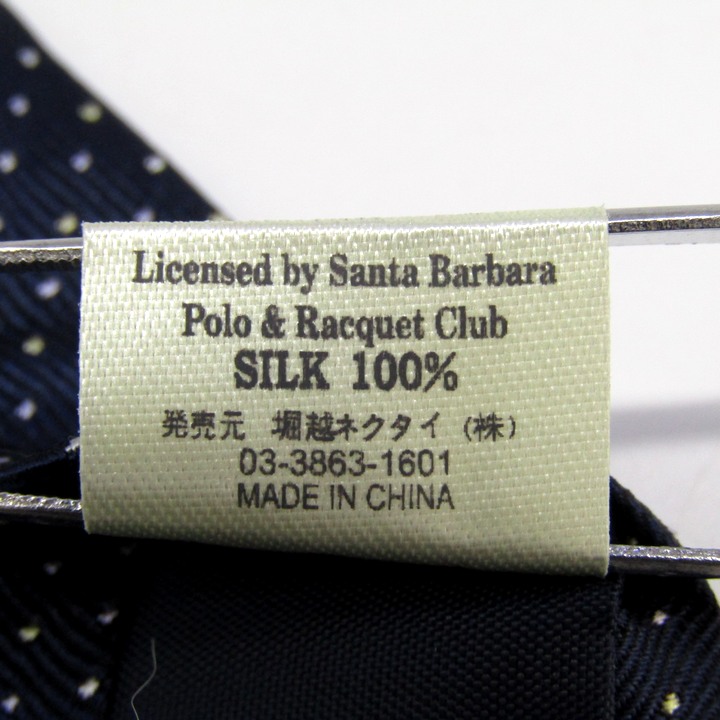 Licensed by Santa Barbara
Polo & Racquet Club
SILK 100%
発売元 堀越ネクタイ (株)
03-3863-1601
MADE IN CHINA